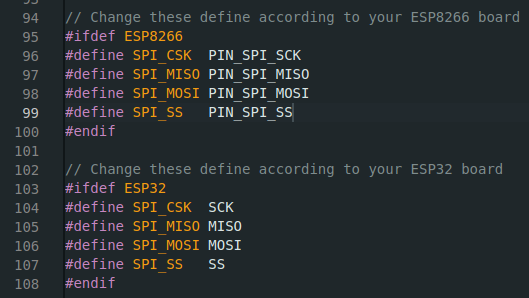 94 // Change these define according to your ESP8266 board
95 #ifdef ESP8266
96 #define SPI_CSK  PIN_SPI_SCK
97 #define SPI_MISO PIN_SPI_MISO
98 #define SPI_MOSI PIN_SPI_MOSI
99 #define SPI_SS   PIN_SPI_SS
100 #endif
101
102 // Change these define according to your ESP32 board
103 #ifdef ESP32
104 #define SPI_CSK  SCK
105 #define SPI_MISO MISO
106 #define SPI_MOSI MOSI
107 #define SPI_SS   SS
108 #endif